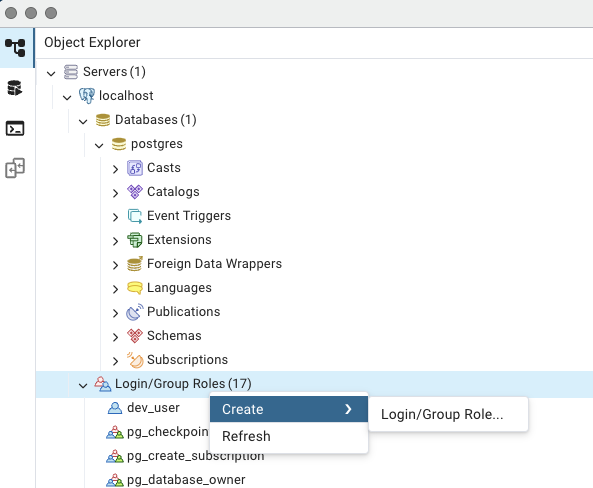 Object Explorer
Servers (1)
localhost
Databases (1)
postgres
Casts
Catalogs
Event Triggers
Extensions
Foreign Data Wrappers
Languages
Publications
Schemas
Subscriptions
Login/Group Roles (17)
dev_user
Create
Login/Group Role...
pg_checkpoin
Refresh
pg_create_subscription
pg_database_owner